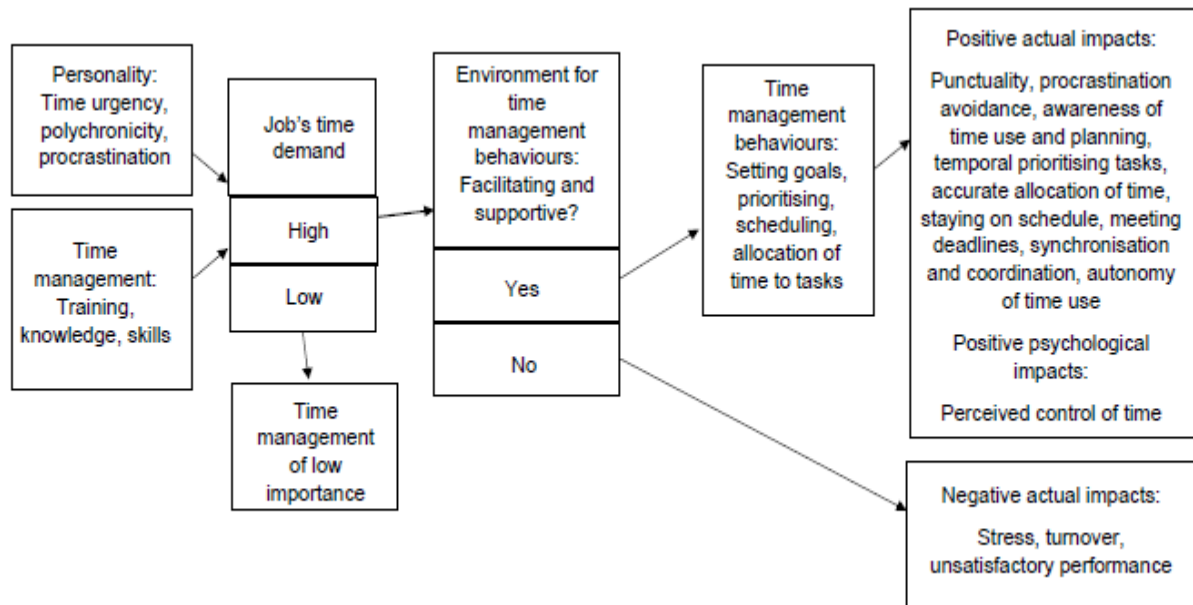 Personality:
Time urgency,
polychronicity,
procrastination
Time
management:
Training,
knowledge, skills
Job's time
demand
High
Low
Time
management
of low
importance
Environment for
time
management
behaviours:
Facilitating and
supportive?
Yes
No
Time
management
behaviours:
Setting goals,
prioritising,
scheduling,
allocation of
time to tasks
Positive actual impacts:
Punctuality, procrastination
avoidance, awareness of
time use and planning,
temporal prioritising tasks,
accurate allocation of time,
staying on schedule, meeting
deadlines, synchronisation
and coordination, autonomy
of time use
Positive psychological
impacts:
Perceived control of time
Negative actual impacts:
Stress, turnover,
unsatisfactory performance